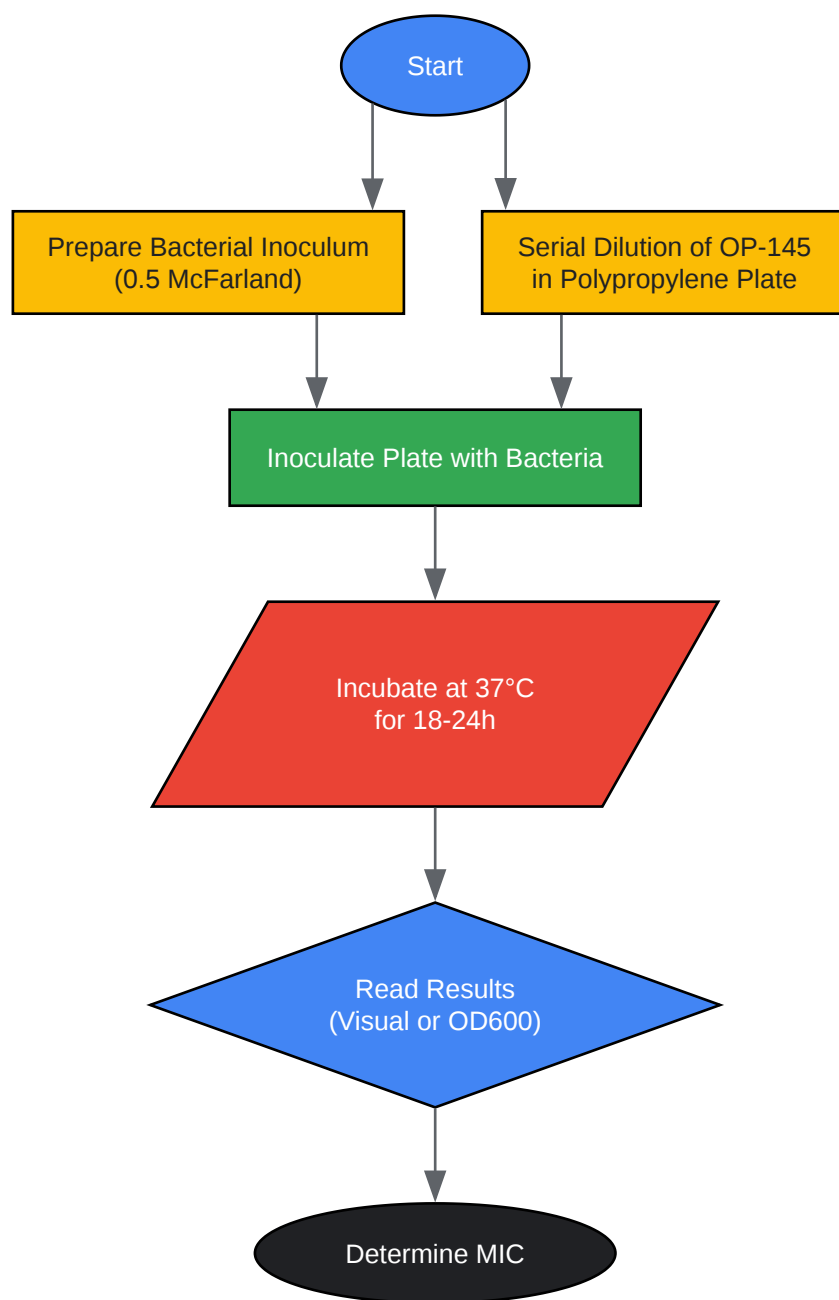 Start
Prepare Bacterial Inoculum
(0.5 McFarland)
Serial Dilution of OP-145
in Polypropylene Plate
Inoculate Plate with Bacteria
Incubate at 37°C
for 18-24h
Read Results
(Visual or OD600)
Determine MIC